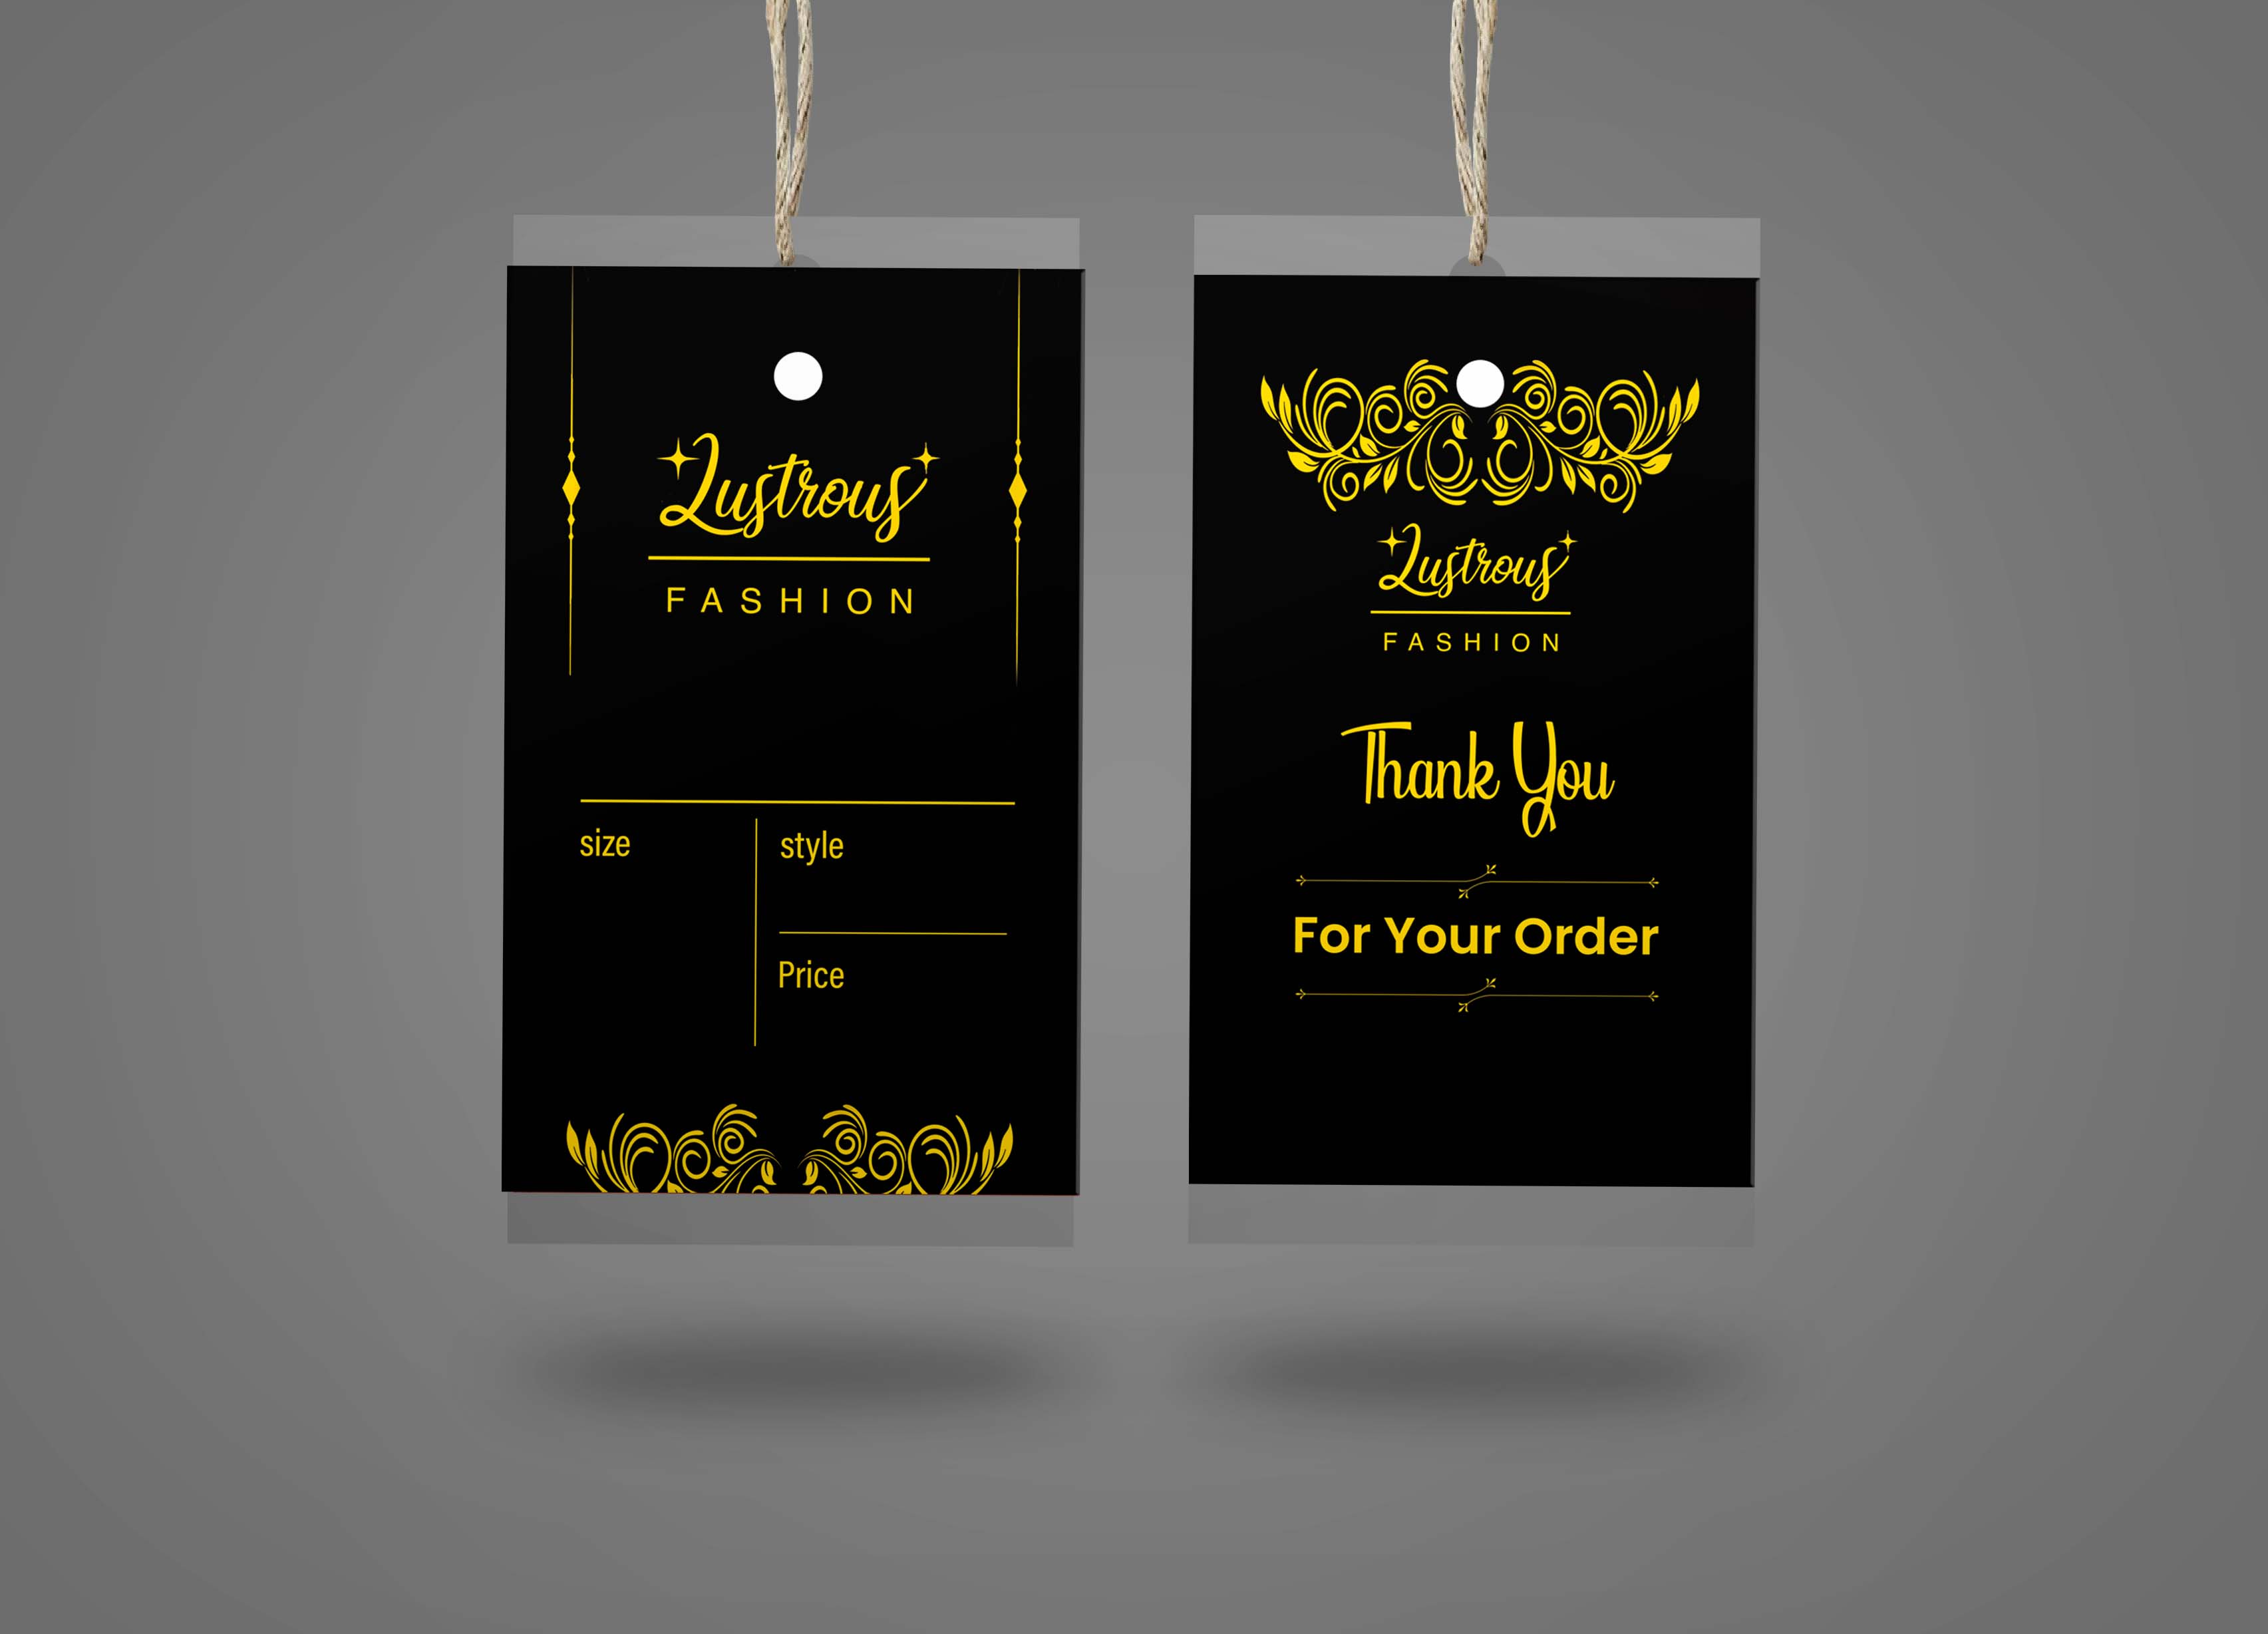 Lustrous
FASHION
size
style
Price
Lustrous
FASHION
Thank You
For Your Order